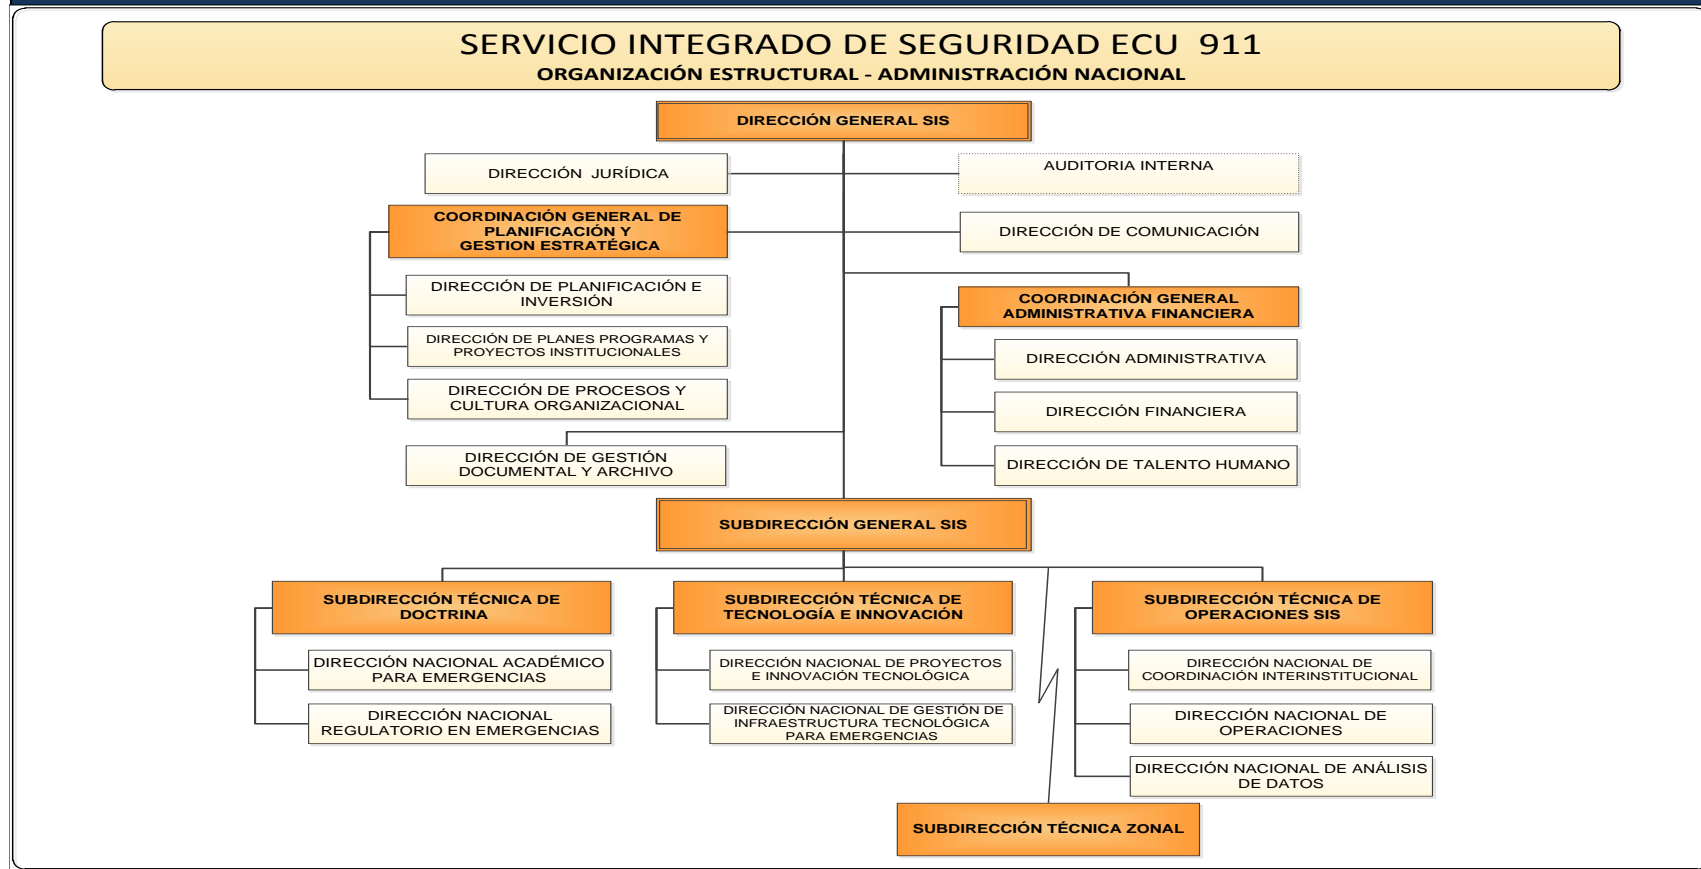 SERVICIO INTEGRADO DE SEGURIDAD ECU 911
ORGANIZACIÓN ESTRUCTURAL - ADMINISTRACIÓN NACIONAL
DIRECCIÓN GENERAL SIS
DIRECCIÓN JURÍDICA
AUDITORIA INTERNA
COORDINACIÓN GENERAL DE
PLANIFICACIÓN Y
GESTION ESTRATÉGICA
DIRECCIÓN DE COMUNICACIÓN
DIRECCIÓN DE PLANIFICACIÓN E
INVERSIÓN
DIRECCIÓN DE PLANES PROGRAMAS Y
PROYECTOS INSTITUCIONALES
DIRECCIÓN DE PROCESOS Y
CULTURA ORGANIZACIONAL
COORDINACIÓN GENERAL
ADMINISTRATIVA FINANCIERA
DIRECCIÓN ADMINISTRATIVA
DIRECCIÓN FINANCIERA
DIRECCIÓN DE TALENTO HUMANO
DIRECCIÓN DE GESTIÓN
DOCUMENTAL Y ARCHIVO
SUBDIRECCIÓN GENERAL SIS
SUBDIRECCIÓN TÉCNICA DE
DOCTRINA
DIRECCIÓN NACIONAL ACADÉMICO
PARA EMERGENCIAS
DIRECCIÓN NACIONAL
REGULATORIO EN EMERGENCIAS
SUBDIRECCIÓN TÉCNICA DE
TECNOLOGÍA E INNOVACIÓN
DIRECCIÓN NACIONAL DE PROYECTOS
E INNOVACIÓN TECNOLÓGICA
DIRECCIÓN NACIONAL DE GESTIÓN DE
INFRAESTRUCTURA TECNOLÓGICA
PARA EMERGENCIAS
SUBDIRECCIÓN TÉCNICA DE
OPERACIONES SIS
DIRECCIÓN NACIONAL DE
COORDINACIÓN INTERINSTITUCIONAL
DIRECCIÓN NACIONAL DE
OPERACIONES
DIRECCIÓN NACIONAL DE ANÁLISIS
DE DATOS
SUBDIRECCIÓN TÉCNICA ZONAL